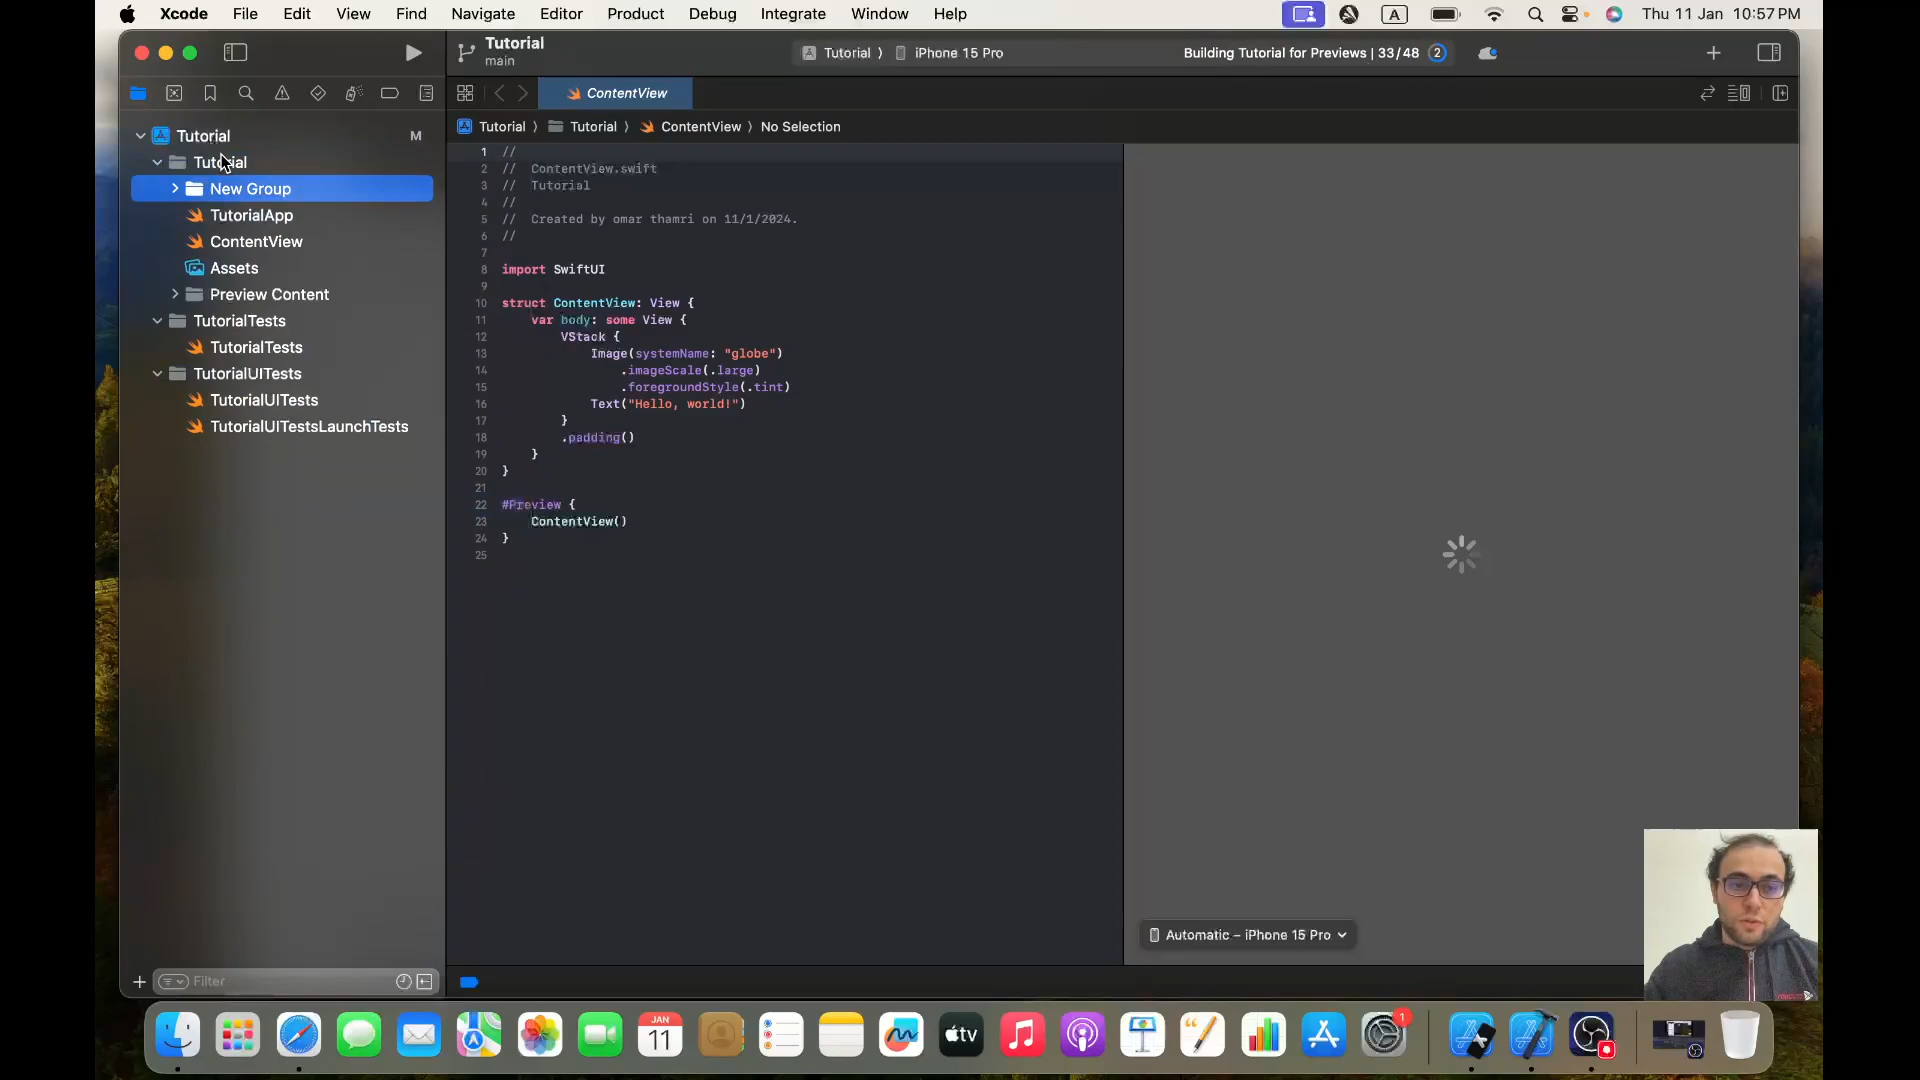 Xcode File Edit View Find Navigate Editor Product Debug Integrate Window Help A Thu 11 Jan 10:57 PM
Tutorial
main
Tutorial ⟩ iPhone 15 Pro
Building Tutorial for Previews | 33/48 2
ContentView
Tutorial ⟩ Tutorial ⟩ ContentView ⟩ No Selection
Tutorial M
Tutorial
New Group
TutorialApp
ContentView
Assets
Preview Content
TutorialTests
TutorialTests
TutorialUITests
TutorialUITests
TutorialUITestsLaunchTests
Filter
1 //
2 // ContentView.swift
3 // Tutorial
4 //
5 // Created by omar thamri on 11/1/2024.
6 //
7
8 import SwiftUI
9
10 struct ContentView: View {
11 var body: some View {
12 VStack {
13 Image(systemName: "globe")
14 .imageScale(.large)
15 .foregroundStyle(.tint)
16 Text("Hello, world!")
17 }
18 .padding()
19 }
20 }
21
22 #Preview {
23 ContentView()
24 }
25
Automatic – iPhone 15 Pro
JAN
11
tv
1